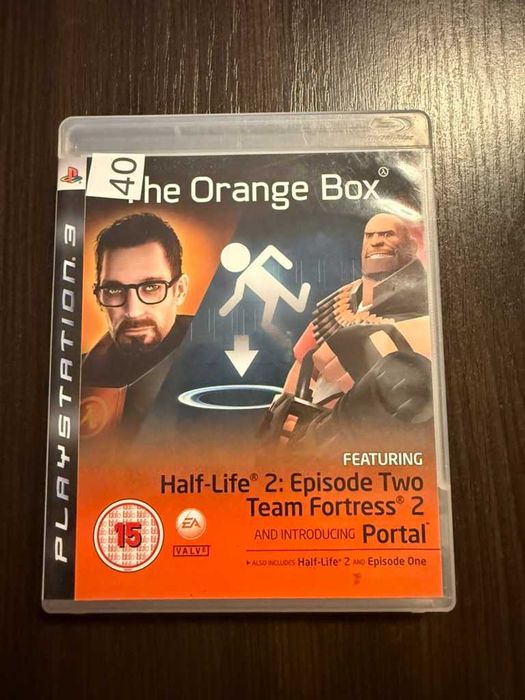 40
The Orange Box
PLAYSTATION 3
FEATURING
Half-Life® 2: Episode Two
Team Fortress® 2
AND INTRODUCING Portal™
▸ ALSO INCLUDES Half-Life® 2 AND Episode One
15
EA
VALVE